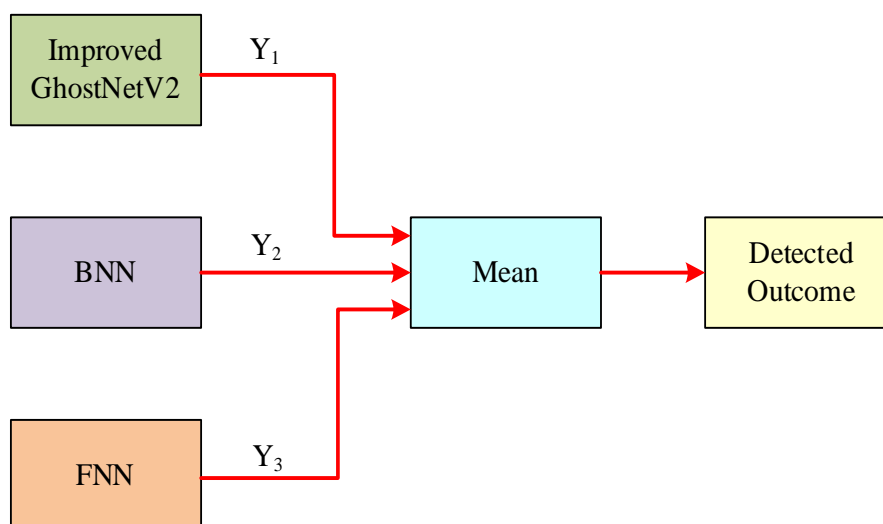 Improved
GhostNetV2
Y₁
BNN
Y₂
Mean
Detected
Outcome
FNN
Y₃